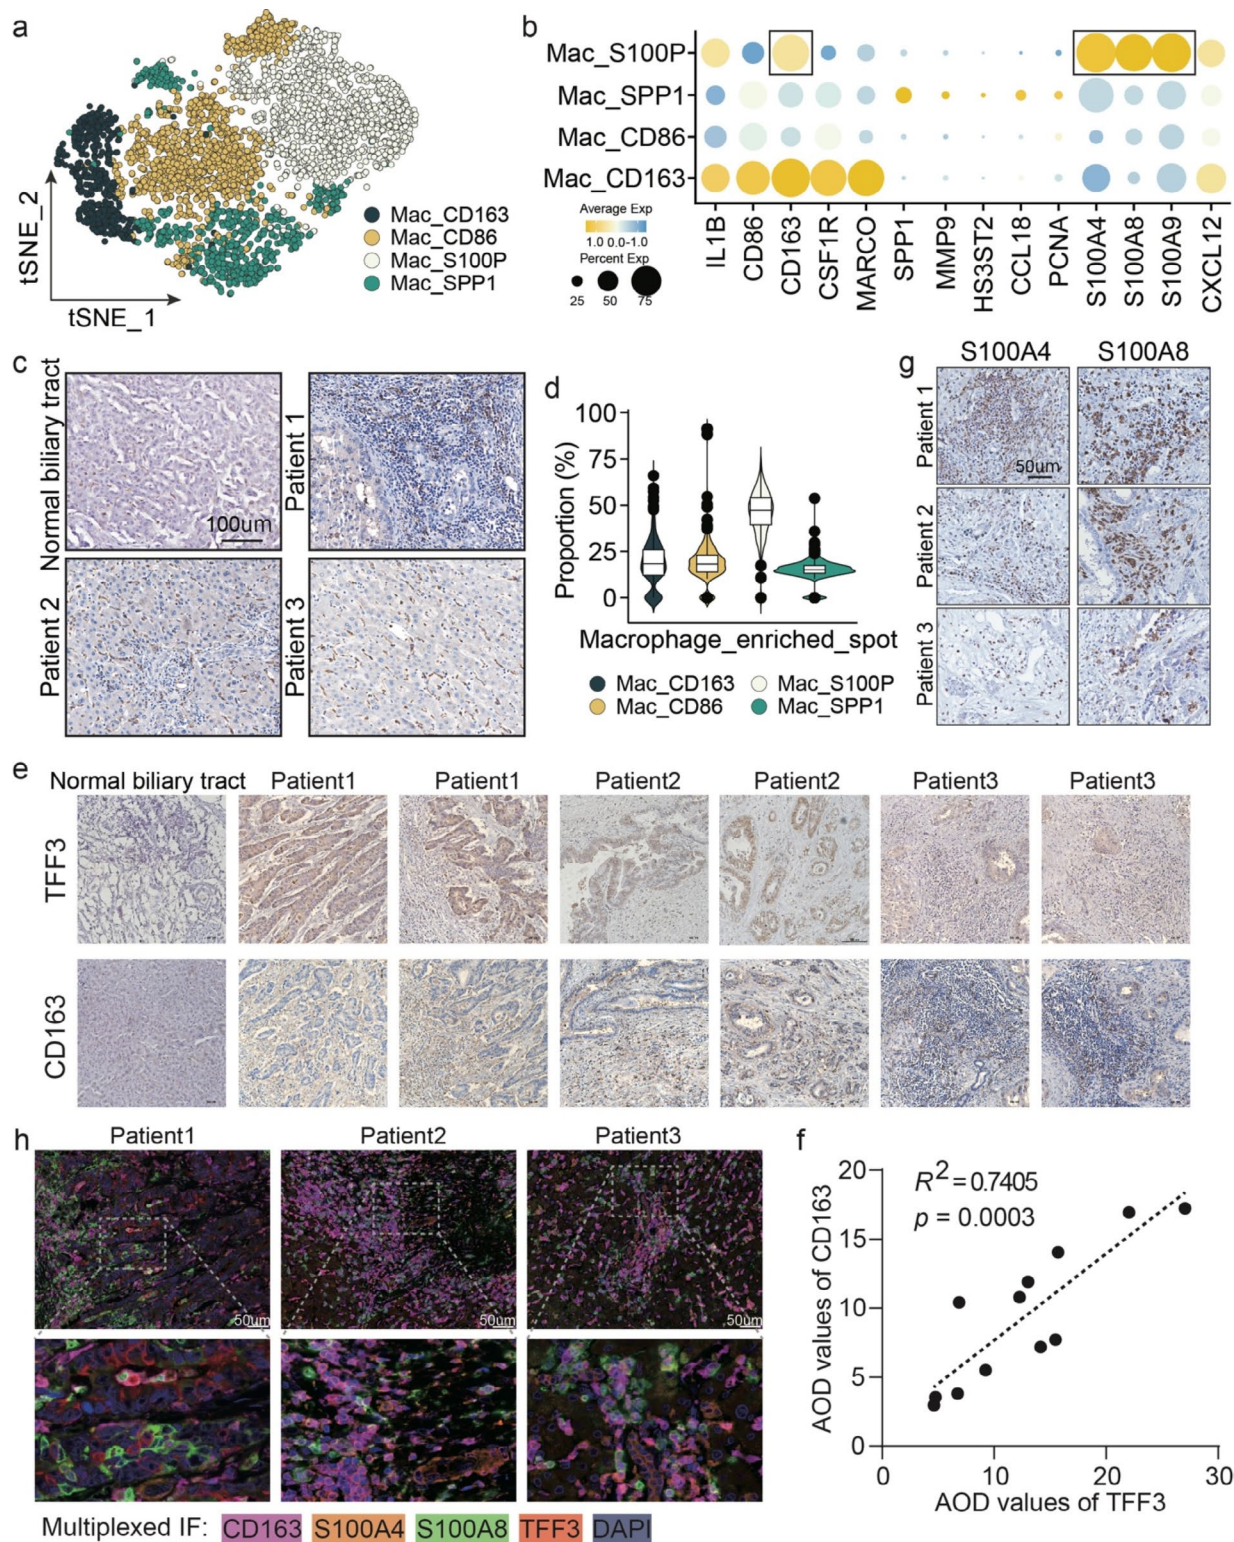 a
tSNE_2
tSNE_1
Mac_CD163
Mac_CD86
Mac_S100P
Mac_SPP1
b
Mac_S100P
Mac_SPP1
Mac_CD86
Mac_CD163
Average Exp
1.0 0.0-1.0
Percent Exp
25 50 75
IL1B
CD86
CD163
CSF1R
MARCO
SPP1
MMP9
HS3ST2
CCL18
PCNA
S100A4
S100A8
S100A9
CXCL12
c
Normal biliary tract
100um
Patient 1
Patient 2
Patient 3
d
Proportion (%)
100
75
50
25
0
Macrophage_enriched_spot
Mac_CD163
Mac_S100P
Mac_CD86
Mac_SPP1
g
S100A4 S100A8
Patient 1
50um
Patient 2
Patient 3
e
Normal biliary tract Patient1 Patient1 Patient2 Patient2 Patient3 Patient3
TFF3
CD163
h
Patient1 Patient2 Patient3
50um 50um 50um
Multiplexed IF: CD163 S100A4 S100A8 TFF3 DAPI
f
AOD values of CD163
20
15
10
5
0
R2=0.7405
p = 0.0003
0 10 20 30
AOD values of TFF3